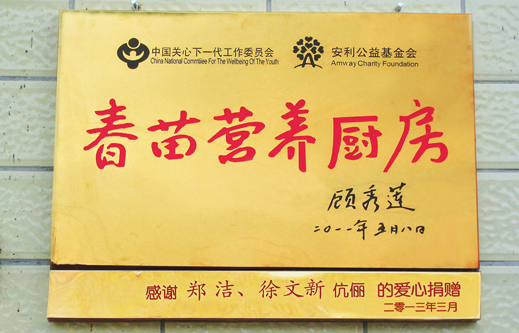 中国关心下一代工作委员会
China National Committee For The Wellbeing Of The Youth
安利公益基金会
Amway Charity Foundation
春苗营养厨房
顾秀莲
二〇一一年五月八日
感谢 郑洁、徐文新 伉俪 的爱心捐赠
二零一三年三月